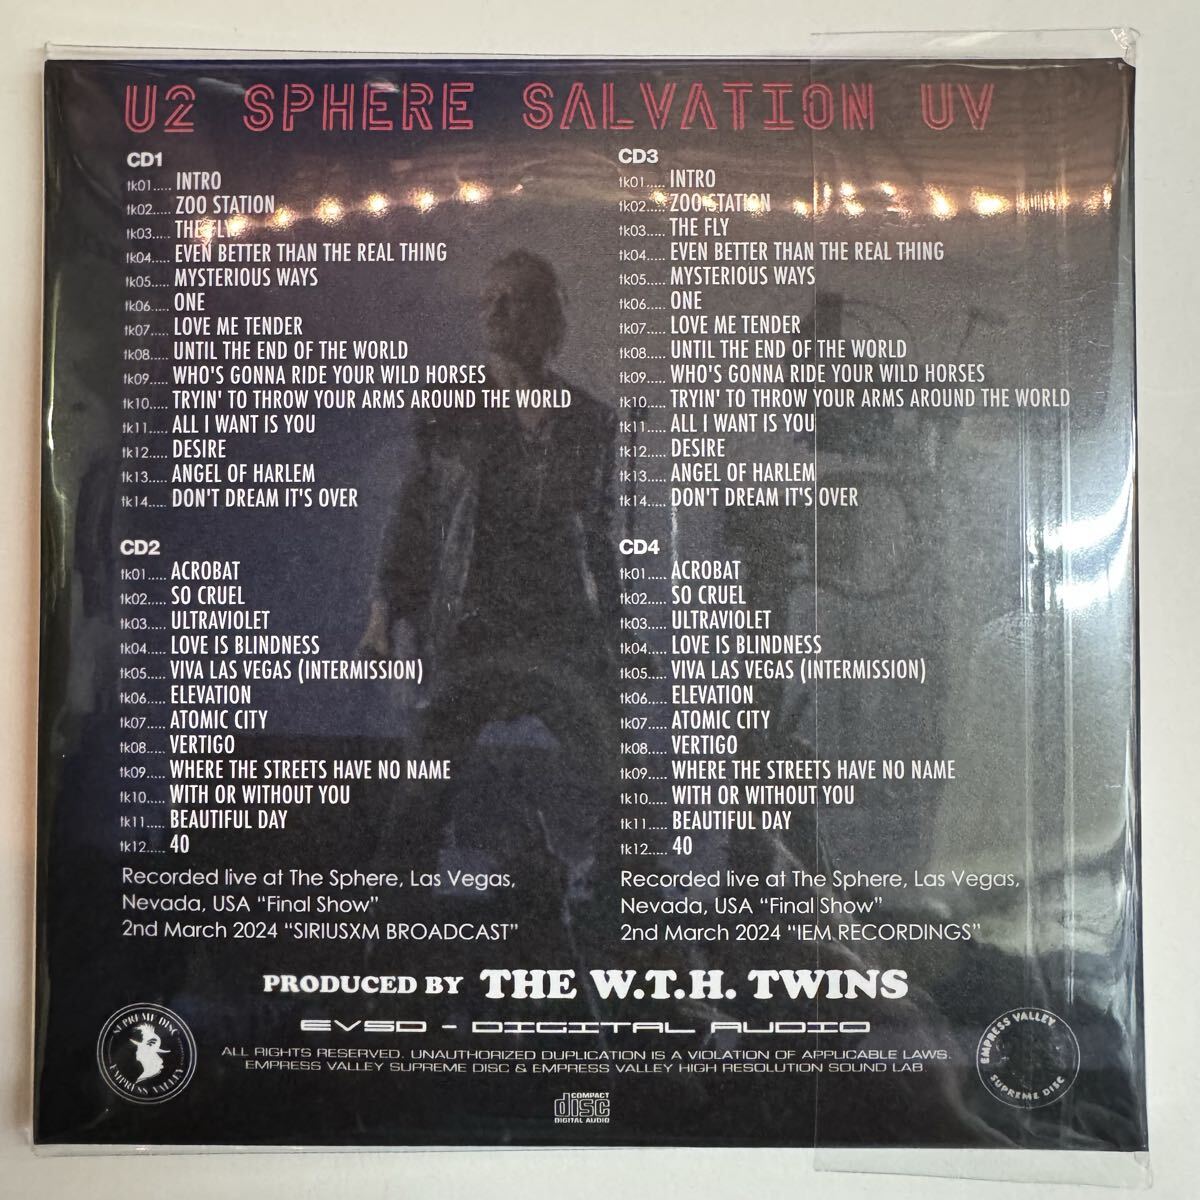 U2 SPHERE SALVATION UV
CD1
tk01..... INTRO
tk02..... ZOO STATION
tk03..... THE FLY
tk04..... EVEN BETTER THAN THE REAL THING
tk05..... MYSTERIOUS WAYS
tk06..... ONE
tk07..... LOVE ME TENDER
tk08..... UNTIL THE END OF THE WORLD
tk09..... WHO'S GONNA RIDE YOUR WILD HORSES
tk10..... TRYIN' TO THROW YOUR ARMS AROUND THE WORLD
tk11..... ALL I WANT IS YOU
tk12..... DESIRE
tk13..... ANGEL OF HARLEM
tk14..... DON'T DREAM IT'S OVER
CD2
tk01..... ACROBAT
tk02..... SO CRUEL
tk03..... ULTRAVIOLET
tk04..... LOVE IS BLINDNESS
tk05..... VIVA LAS VEGAS (INTERMISSION)
tk06..... ELEVATION
tk07..... ATOMIC CITY
tk08..... VERTIGO
tk09..... WHERE THE STREETS HAVE NO NAME
tk10..... WITH OR WITHOUT YOU
tk11..... BEAUTIFUL DAY
tk12..... 40
Recorded live at The Sphere, Las Vegas,
Nevada, USA “Final Show”
2nd March 2024 “SIRIUSXM BROADCAST”
CD3
tk01..... INTRO
tk02..... ZOO STATION
tk03..... THE FLY
tk04..... EVEN BETTER THAN THE REAL THING
tk05..... MYSTERIOUS WAYS
tk06..... ONE
tk07..... LOVE ME TENDER
tk08..... UNTIL THE END OF THE WORLD
tk09..... WHO'S GONNA RIDE YOUR WILD HORSES
tk10..... TRYIN' TO THROW YOUR ARMS AROUND THE WORLD
tk11..... ALL I WANT IS YOU
tk12..... DESIRE
tk13..... ANGEL OF HARLEM
tk14..... DON'T DREAM IT'S OVER
CD4
tk01..... ACROBAT
tk02..... SO CRUEL
tk03..... ULTRAVIOLET
tk04..... LOVE IS BLINDNESS
tk05..... VIVA LAS VEGAS (INTERMISSION)
tk06..... ELEVATION
tk07..... ATOMIC CITY
tk08..... VERTIGO
tk09..... WHERE THE STREETS HAVE NO NAME
tk10..... WITH OR WITHOUT YOU
tk11..... BEAUTIFUL DAY
tk12..... 40
Recorded live at The Sphere, Las Vegas,
Nevada, USA “Final Show”
2nd March 2024 “IEM RECORDINGS”
PRODUCED BY THE W.T.H. TWINS
EVSD - DIGITAL AUDIO
SUPREME DISC
EMPRESS VALLEY
ALL RIGHTS RESERVED. UNAUTHORIZED DUPLICATION IS A VIOLATION OF APPLICABLE LAWS.
EMPRESS VALLEY SUPREME DISC & EMPRESS VALLEY HIGH RESOLUTION SOUND LAB.
EMPRESS VALLEY
SUPREME DISC
COMPACT
disc
DIGITAL AUDIO